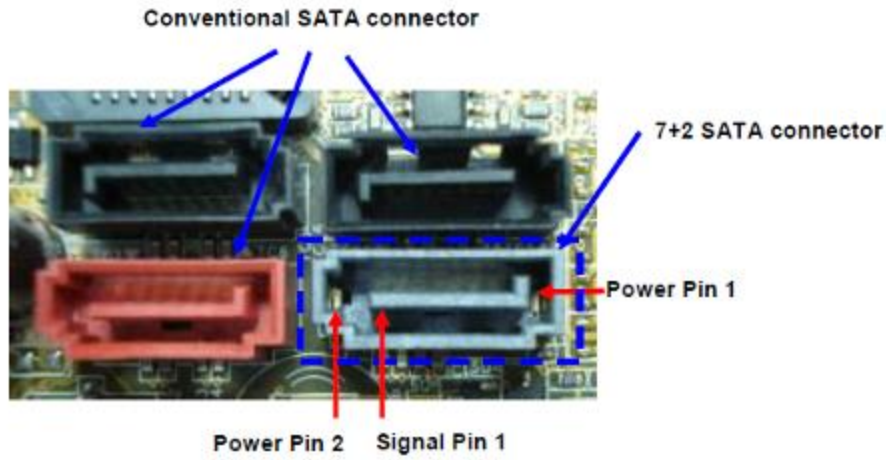 Conventional SATA connector
7+2 SATA connector
Power Pin 1
Power Pin 2
Signal Pin 1